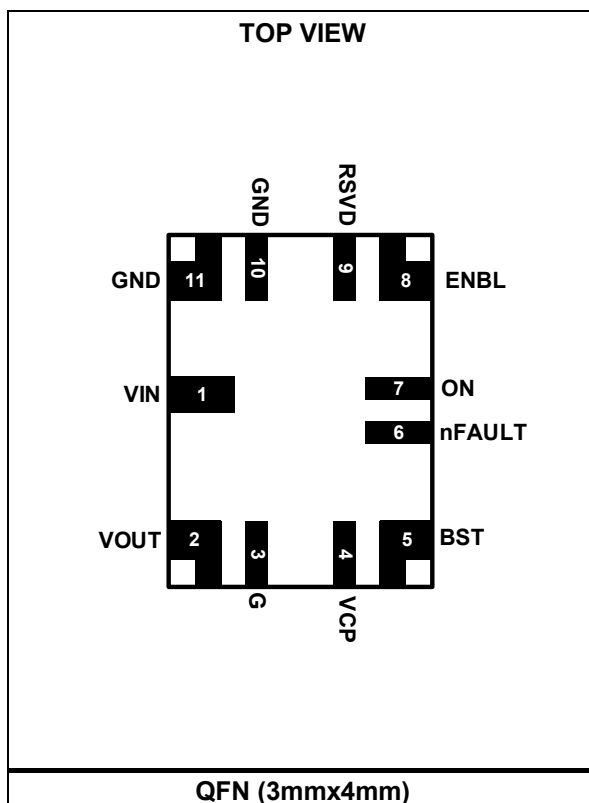 TOP VIEW
GND
RSVD
10
9
GND
11
8
ENBL
VIN
1
7
ON
6
nFAULT
VOUT
2
3
4
5
BST
G
VCP
QFN (3mmx4mm)